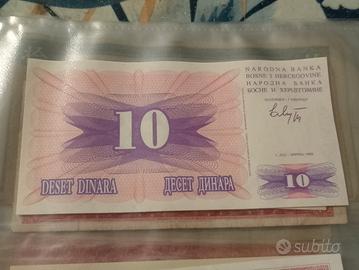 NARODNA BANKA
BOSNE I HERCEGOVINE
НАРОДНА БАНКА
БОСНЕ И ХЕРЦЕГОВИНЕ
10
DESET DINARA
ДЕСЕТ ДИНАРА
10
subito